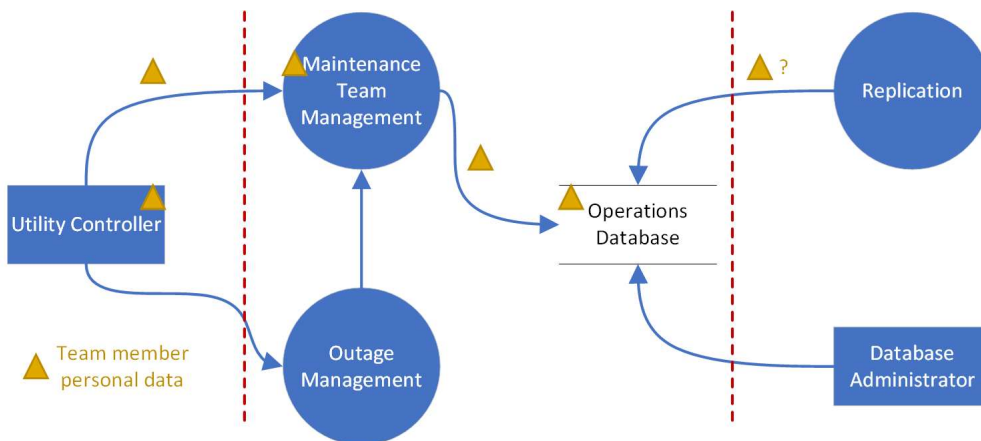 Maintenance
Team
Management
?
Replication
Utility Controller
Operations
Database
Team member
personal data
Outage
Management
Database
Administrator